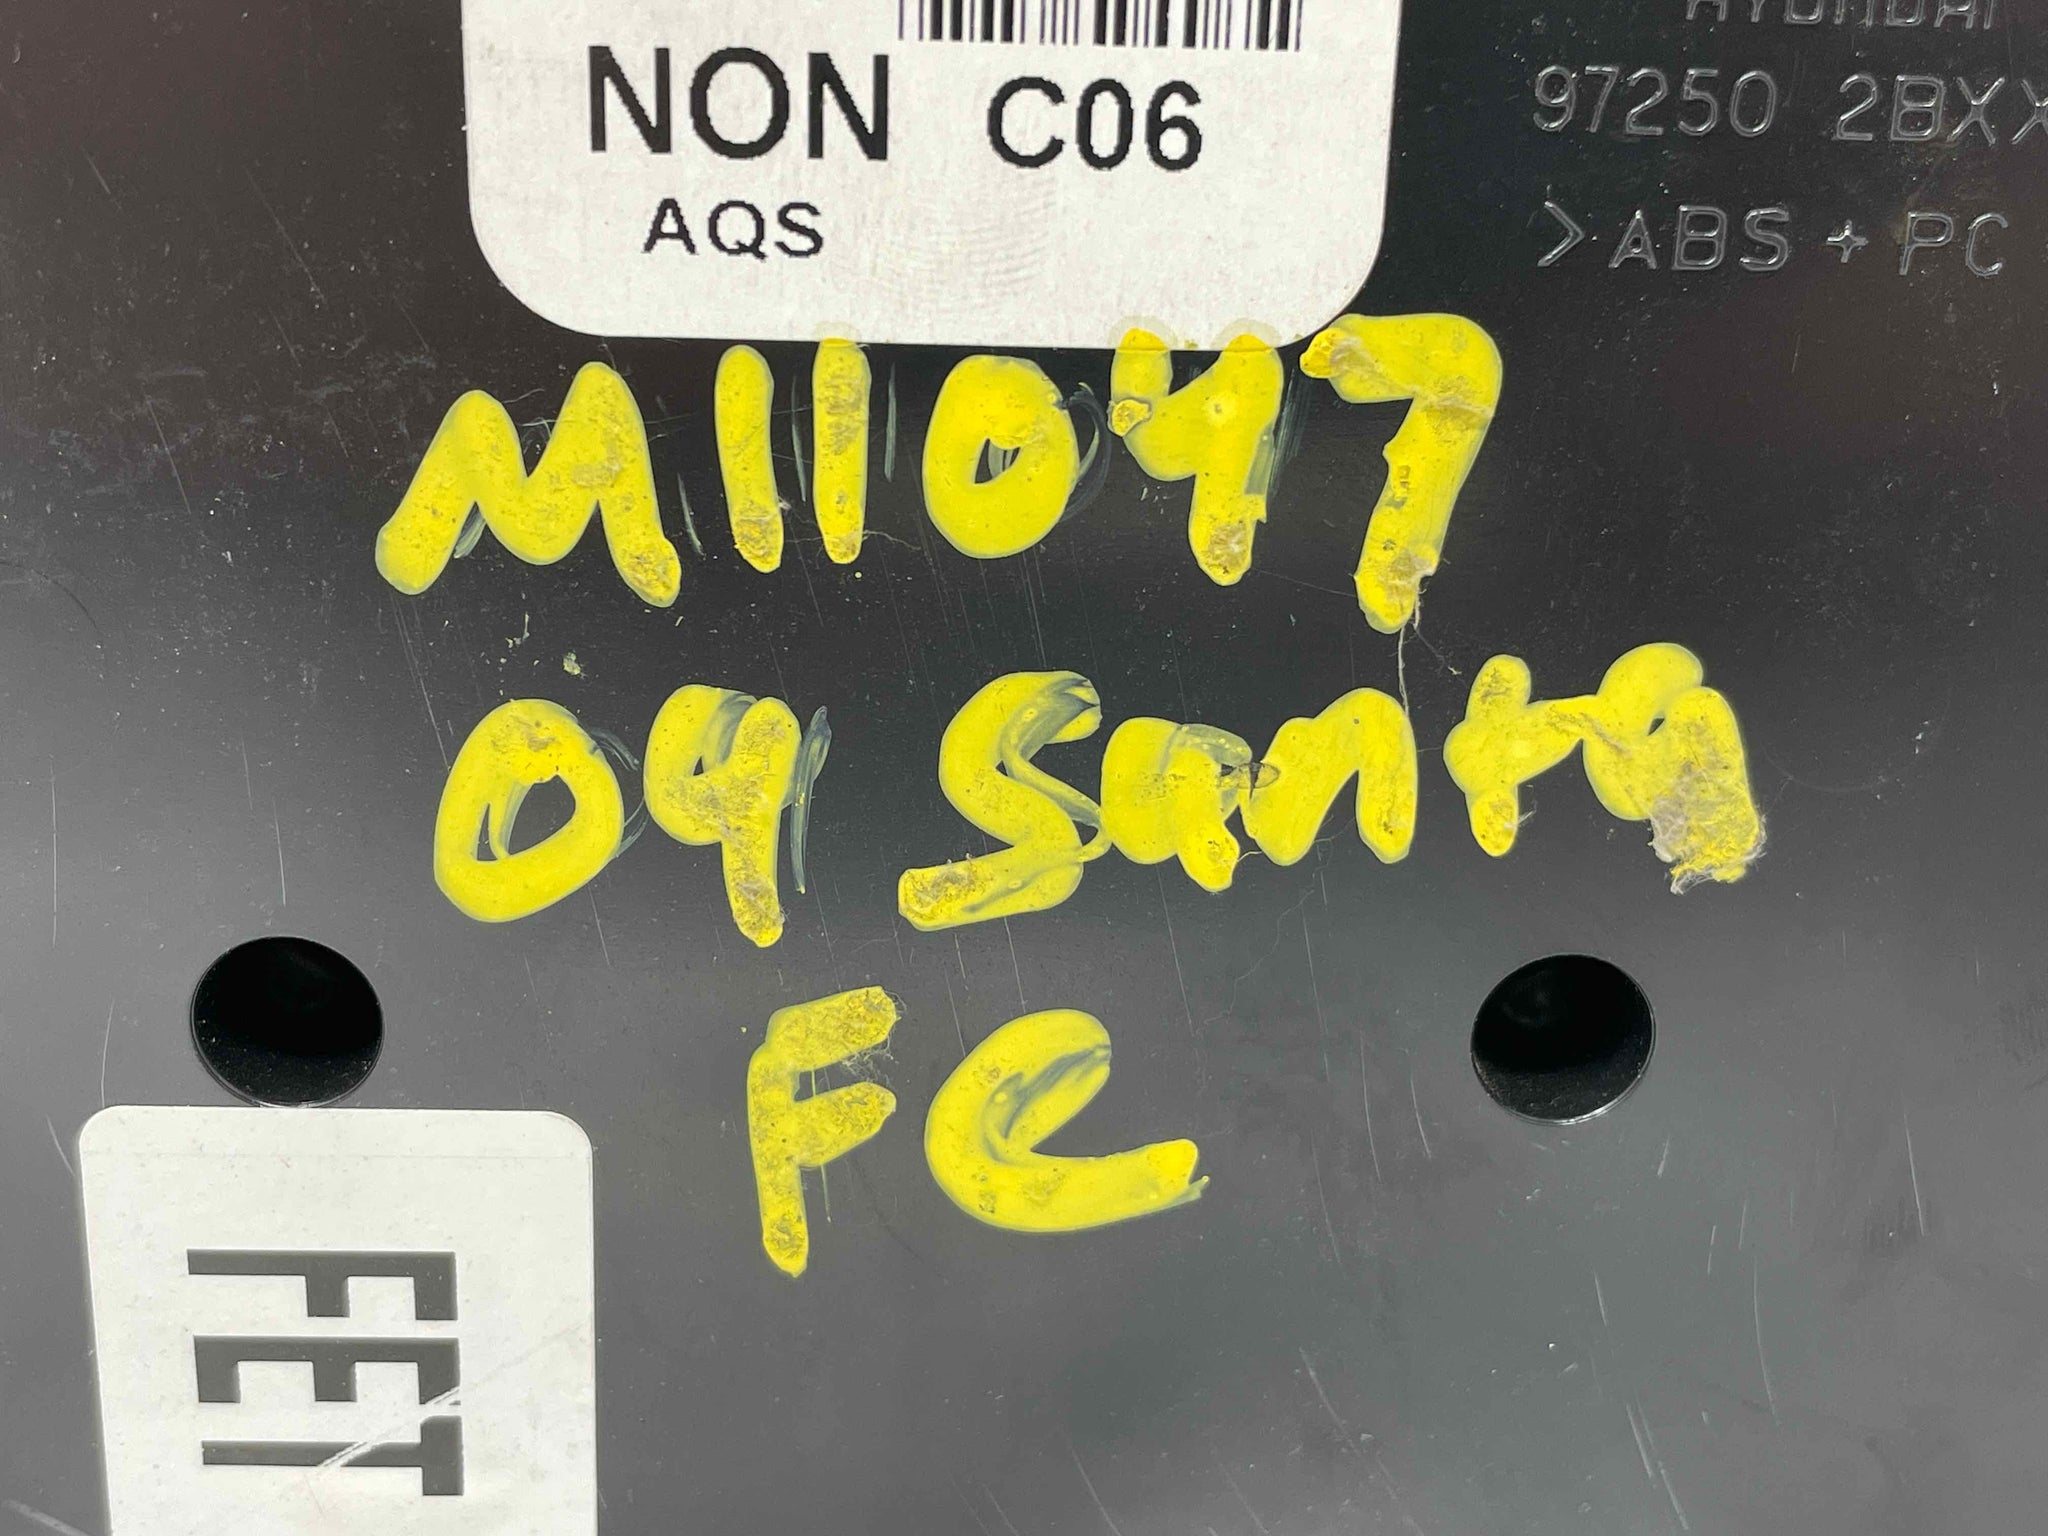 HYUNDAI
NON C06
97250 2BXX
AQS
>ABS+PC
M11047
09 Santa
Fe
FET